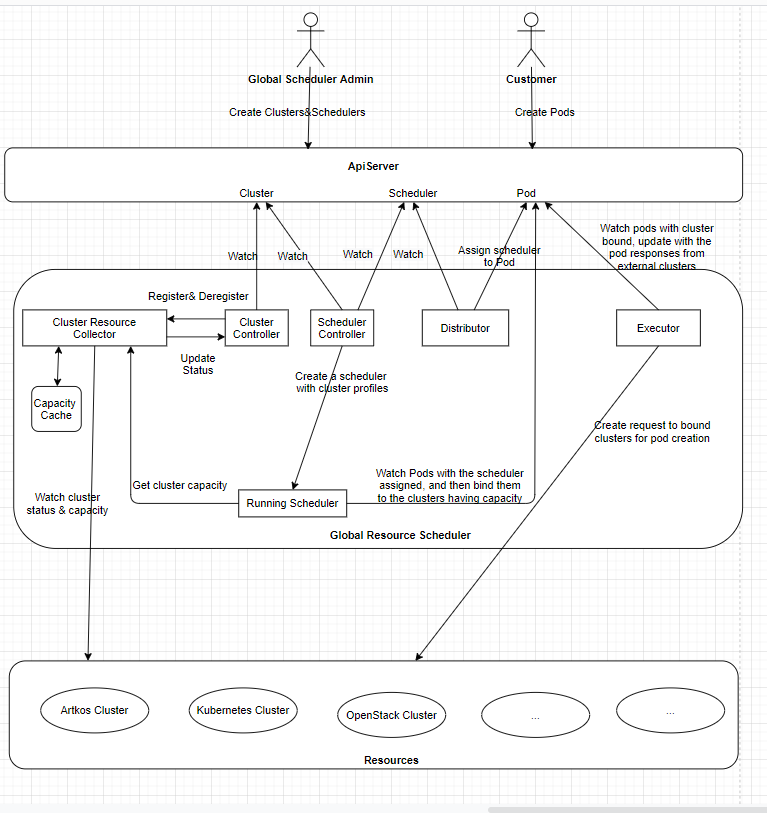 Global Scheduler Admin
Customer
Create Clusters&Schedulers
Create Pods
ApiServer
Cluster
Scheduler
Pod
Watch
Watch
Watch
Watch
Assign scheduler
to Pod
Watch pods with cluster
bound, update with the
pod responses from
external clusters
Register& Deregister
Cluster Resource
Collector
Cluster
Controller
Scheduler
Controller
Distributor
Executor
Update
Status
Create a scheduler
with cluster profiles
Capacity
Cache
Create request to bound
clusters for pod creation
Get cluster capacity
Watch Pods with the scheduler
assigned, and then bind them
to the clusters having capacity
Watch cluster
status & capacity
Running Scheduler
Global Resource Scheduler
Artkos Cluster
Kubernetes Cluster
OpenStack Cluster
...
...
Resources